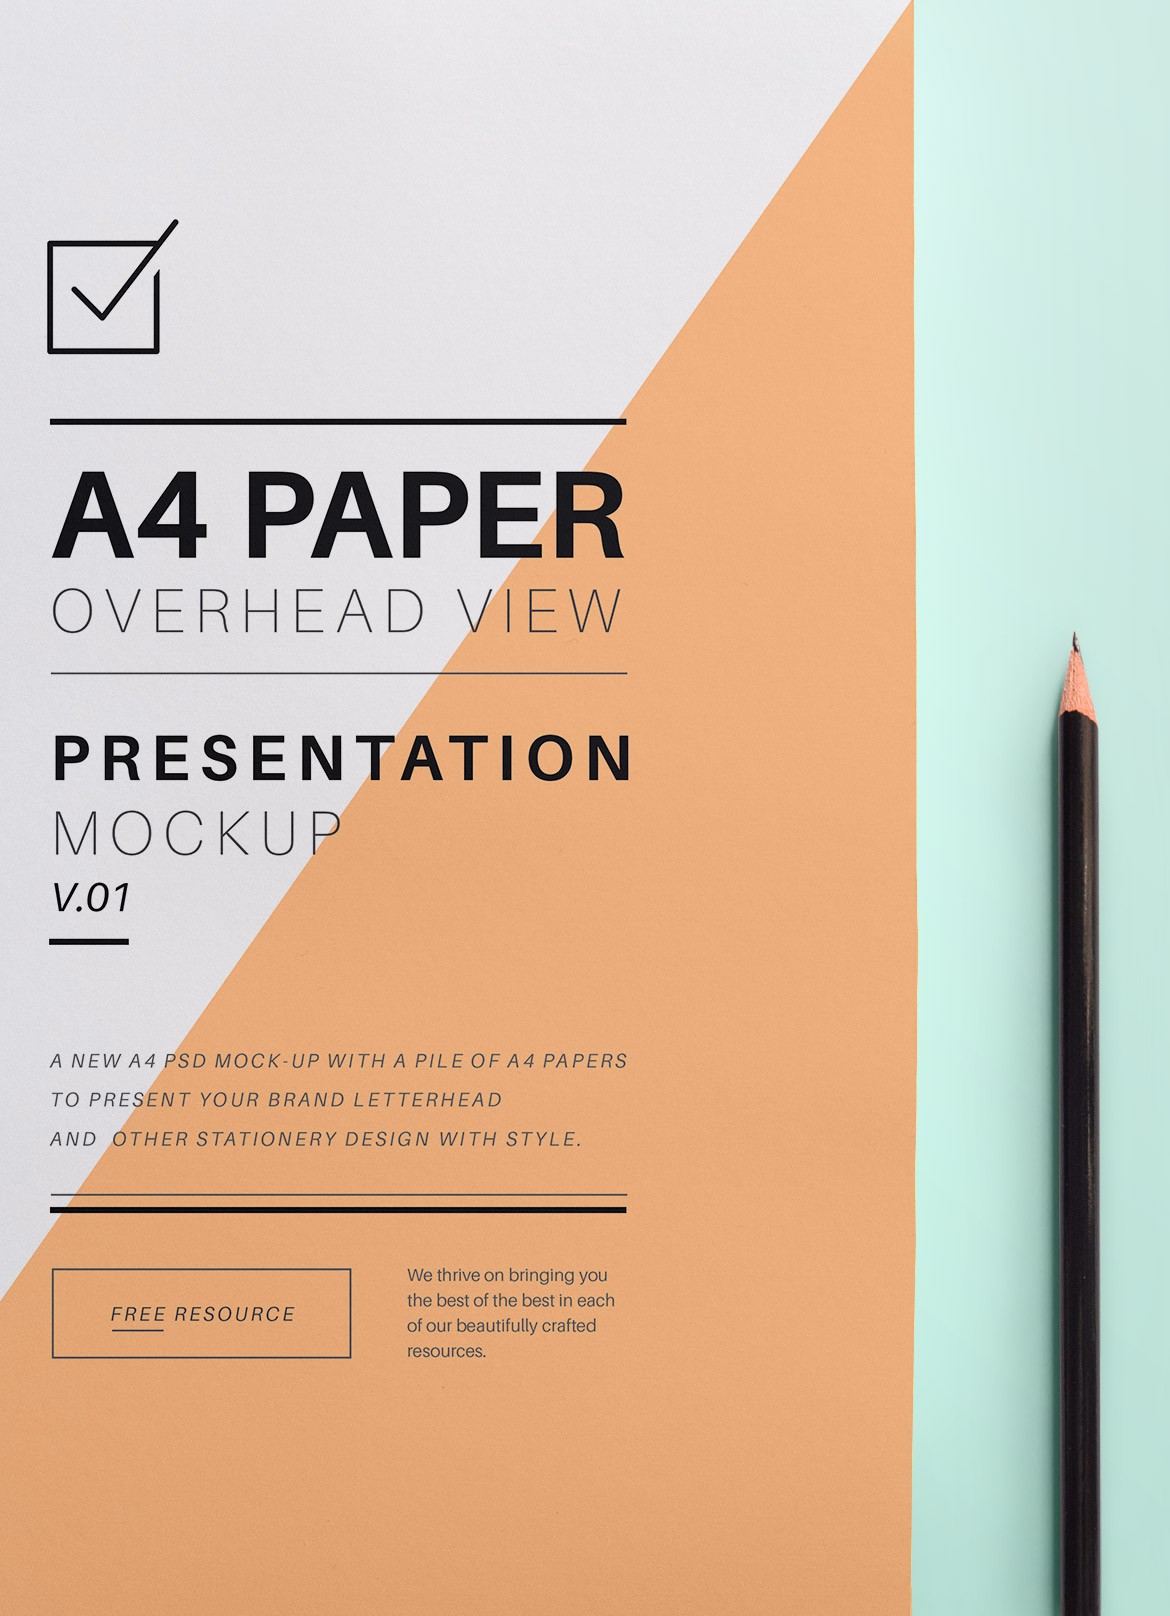 A4 PAPER
OVERHEAD VIEW
PRESENTATION
MOCKUP
V.01
A NEW A4 PSD MOCK-UP WITH A PILE OF A4 PAPERS
TO PRESENT YOUR BRAND LETTERHEAD
AND OTHER STATIONERY DESIGN WITH STYLE.
FREE RESOURCE
We thrive on bringing you
the best of the best in each
of our beautifully crafted
resources.